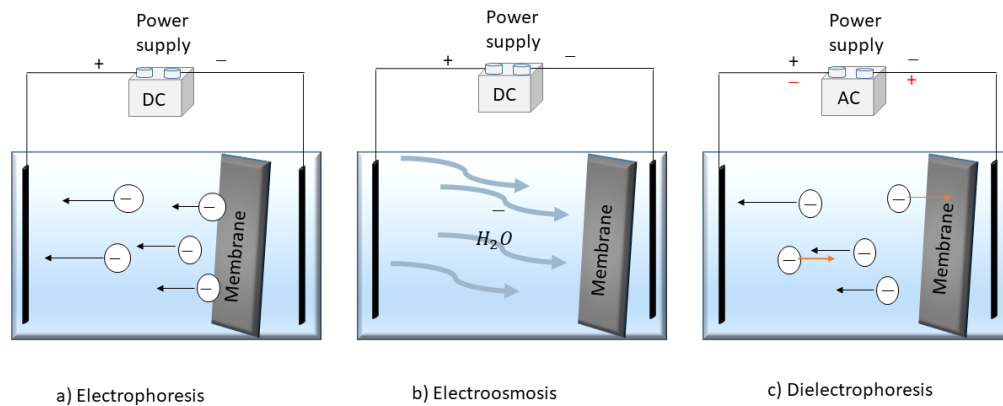 Power
supply
+ −
DC
− −
− −
−
Membrane
a) Electrophoresis
Power
supply
+ −
DC
−
H₂O
Membrane
b) Electroosmosis
Power
supply
+ −
− +
AC
− −
− −
−
Membrane
c) Dielectrophoresis